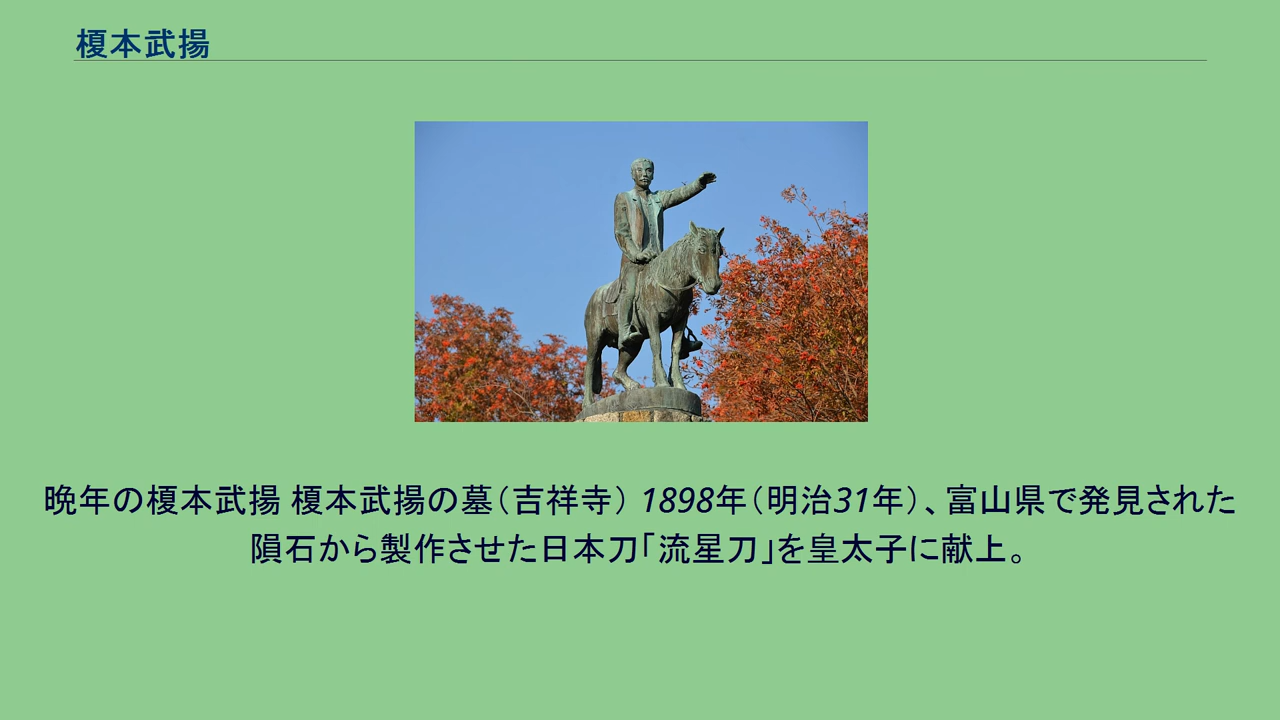 榎本武揚
晩年の榎本武揚 榎本武揚の墓（吉祥寺） 1898年（明治31年）、富山県で発見された
隕石から製作させた日本刀「流星刀」を皇太子に献上。